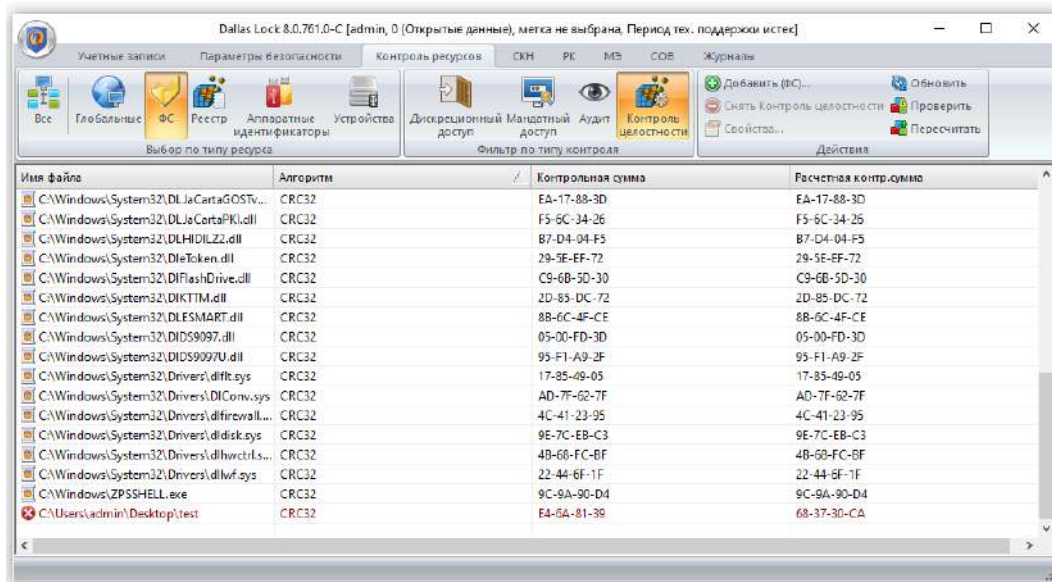 Dallas Lock 8.0.761.0-C [admin, 0 (Открытые данные), метка не выбрана, Период тех. поддержки истек]
Учетные записи Параметры безопасности Контроль ресурсов СКН РК МЭ СОВ Журналы
Все Глобальные ФС Реестр Аппаратные идентификаторы Устройства Дискреционный доступ Мандатный доступ Аудит Контроль целостности
Добавить (ФС)... Обновить
Снять Контроль целостности Проверить
Свойства... Пересчитать
Выбор по типу ресурса Фильтр по типу контроля Действия
Имя файла Алгоритм Контрольная сумма Расчетная контр.сумма
C:\Windows\System32\DLJaCartaGOSTv... CRC32 EA-17-88-3D EA-17-88-3D
C:\Windows\System32\DLJaCartaPKI.dll CRC32 F5-6C-34-26 F5-6C-34-26
C:\Windows\System32\DLHIDILZ2.dll CRC32 B7-D4-04-F5 B7-D4-04-F5
C:\Windows\System32\DleToken.dll CRC32 29-5E-EF-72 29-5E-EF-72
C:\Windows\System32\DlFlashDrive.dll CRC32 C9-6B-5D-30 C9-6B-5D-30
C:\Windows\System32\DlKTTM.dll CRC32 2D-85-DC-72 2D-85-DC-72
C:\Windows\System32\DLESMART.dll CRC32 8B-6C-4F-CE 8B-6C-4F-CE
C:\Windows\System32\DIDS9097.dll CRC32 05-00-FD-3D 05-00-FD-3D
C:\Windows\System32\DIDS9097U.dll CRC32 95-F1-A9-2F 95-F1-A9-2F
C:\Windows\System32\Drivers\dlflt.sys CRC32 17-85-49-05 17-85-49-05
C:\Windows\System32\Drivers\DlConv.sys CRC32 AD-7F-62-7F AD-7F-62-7F
C:\Windows\System32\Drivers\dlfirewall.... CRC32 4C-41-23-95 4C-41-23-95
C:\Windows\System32\Drivers\dldisk.sys CRC32 9E-7C-EB-C3 9E-7C-EB-C3
C:\Windows\System32\Drivers\dlhwctrl.s... CRC32 4B-68-FC-BF 4B-68-FC-BF
C:\Windows\System32\Drivers\dllwf.sys CRC32 22-44-6F-1F 22-44-6F-1F
C:\Windows\ZPSSHELL.exe CRC32 9C-9A-90-D4 9C-9A-90-D4
C:\Users\admin\Desktop\test CRC32 E4-6A-81-39 68-37-30-CA